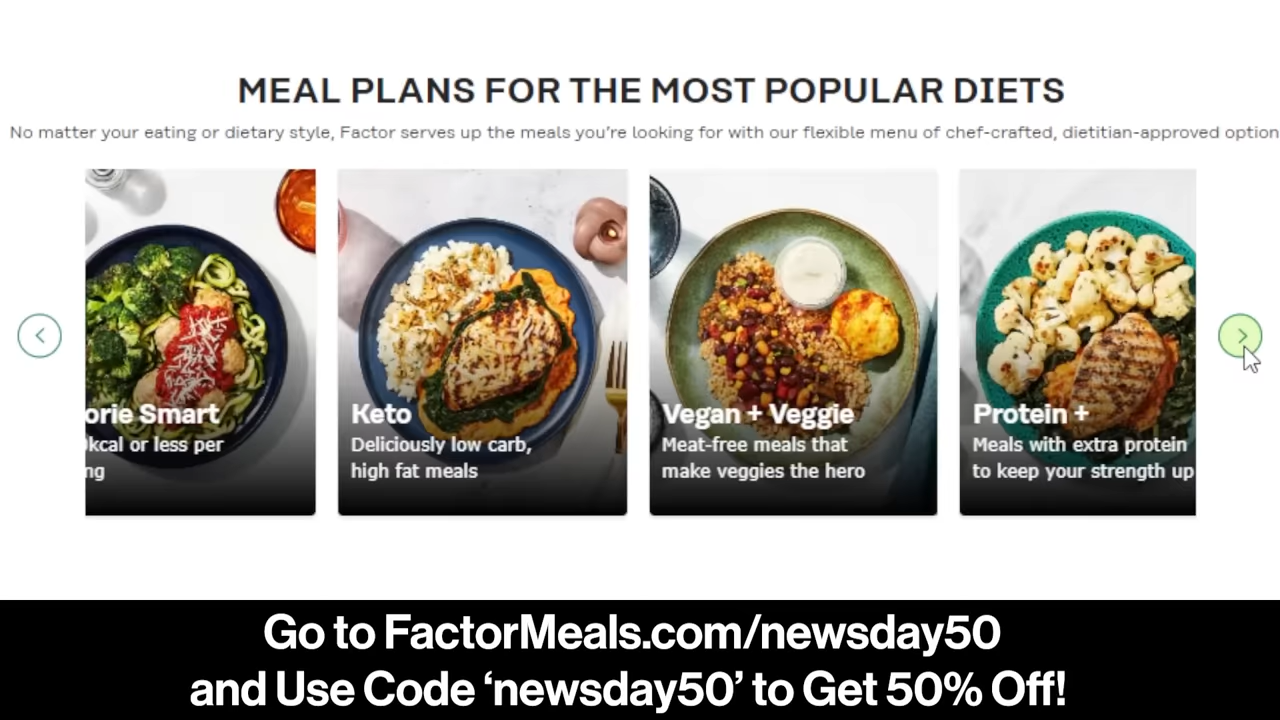 MEAL PLANS FOR THE MOST POPULAR DIETS
No matter your eating or dietary style, Factor serves up the meals you're looking for with our flexible menu of chef-crafted, dietitian-approved option
orie Smart
kcal or less per
ng
Keto
Deliciously low carb,
high fat meals
Vegan + Veggie
Meat-free meals that
make veggies the hero
Protein +
Meals with extra protein
to keep your strength up
Go to FactorMeals.com/newsday50
and Use Code ‘newsday50’ to Get 50% Off!